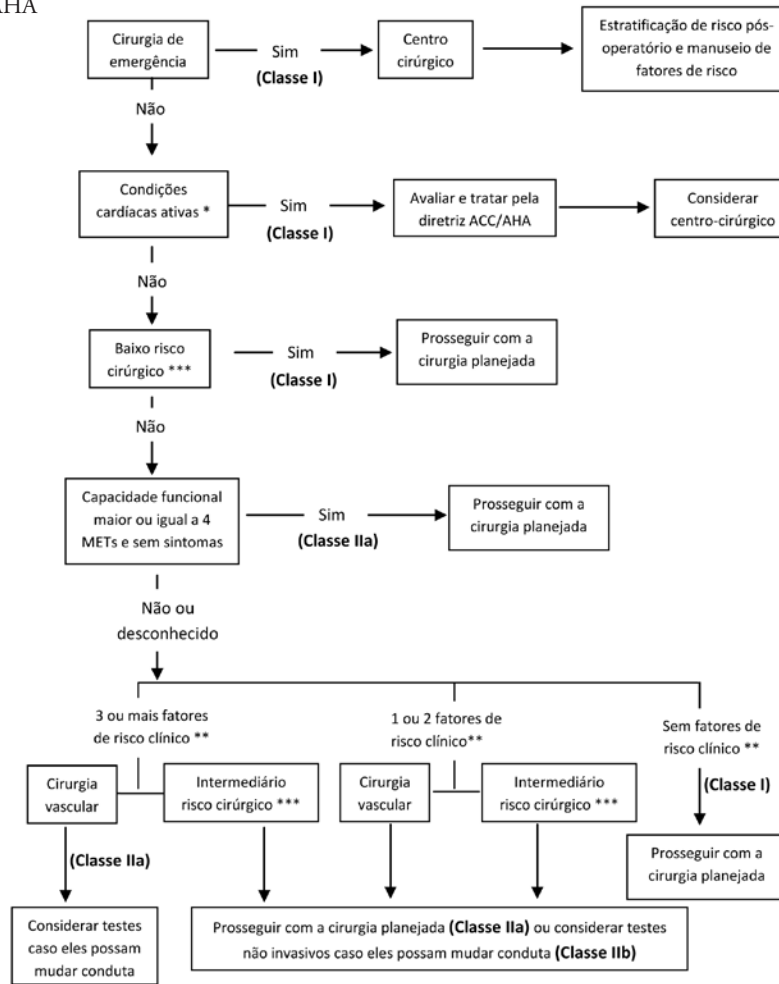 AHA
Cirurgia de
emergência
Sim
(Classe I)
Centro
cirúrgico
Estratificação de risco pós-
operatório e manuseio de
fatores de risco
Não
Condições
cardíacas ativas *
Sim
(Classe I)
Avaliar e tratar pela
diretriz ACC/AHA
Considerar
centro-cirúrgico
Não
Baixo risco
cirúrgico ***
Sim
(Classe I)
Prosseguir com a
cirurgia planejada
Não
Capacidade funcional
maior ou igual a 4
METs e sem sintomas
Sim
(Classe IIa)
Prosseguir com a
cirurgia planejada
Não ou
desconhecido
3 ou mais fatores
de risco clínico **
1 ou 2 fatores de
risco clínico**
Sem fatores de
risco clínico **
(Classe I)
Cirurgia
vascular
Intermediário
risco cirúrgico ***
Cirurgia
vascular
Intermediário
risco cirúrgico ***
(Classe IIa)
Prosseguir com a
cirurgia planejada
Considerar testes
caso eles possam
mudar conduta
Prosseguir com a cirurgia planejada (Classe IIa) ou considerar testes
não invasivos caso eles possam mudar conduta (Classe IIb)